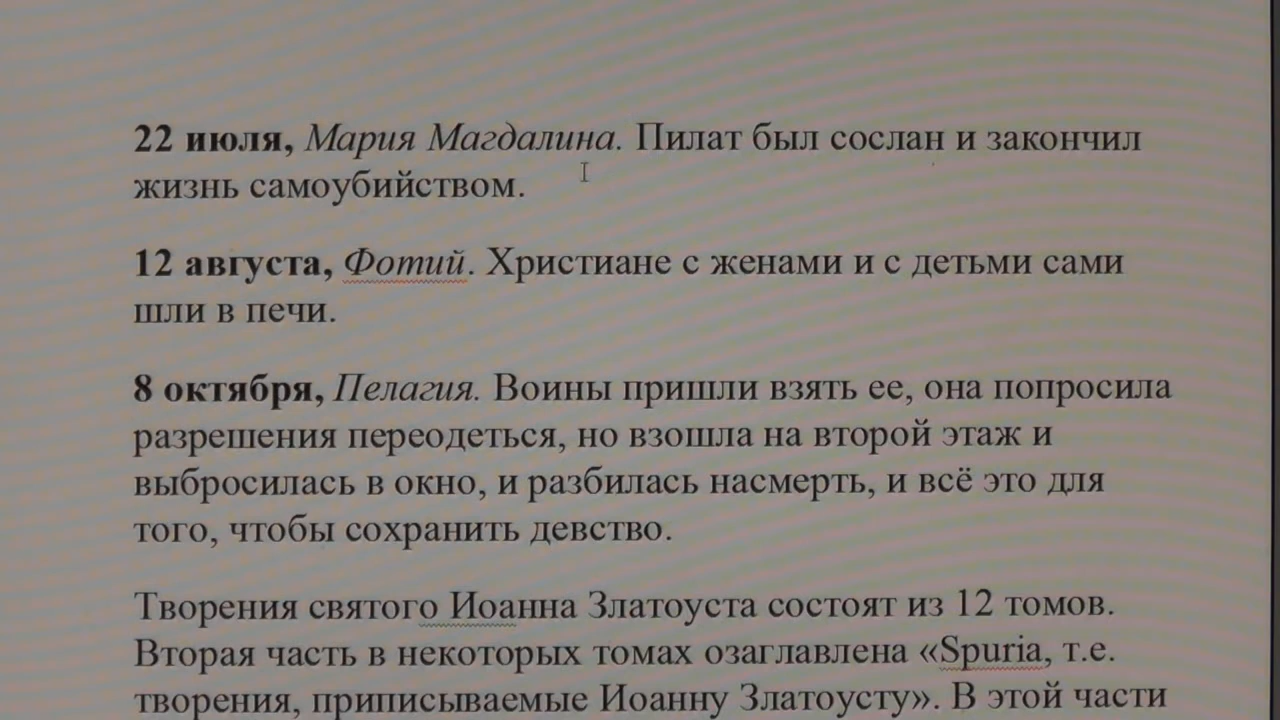 22 июля, Мария Магдалина. Пилат был сослан и закончил
жизнь самоубийством.
12 августа, Фотий. Христиане с женами и с детьми сами
шли в печи.
8 октября, Пелагия. Воины пришли взять ее, она попросила
разрешения переодеться, но взошла на второй этаж и
выбросилась в окно, и разбилась насмерть, и всё это для
того, чтобы сохранить девство.
Творения святого Иоанна Златоуста состоят из 12 томов.
Вторая часть в некоторых томах озаглавлена «Spuria, т.е.
творения, приписываемые Иоанну Златоусту». В этой части